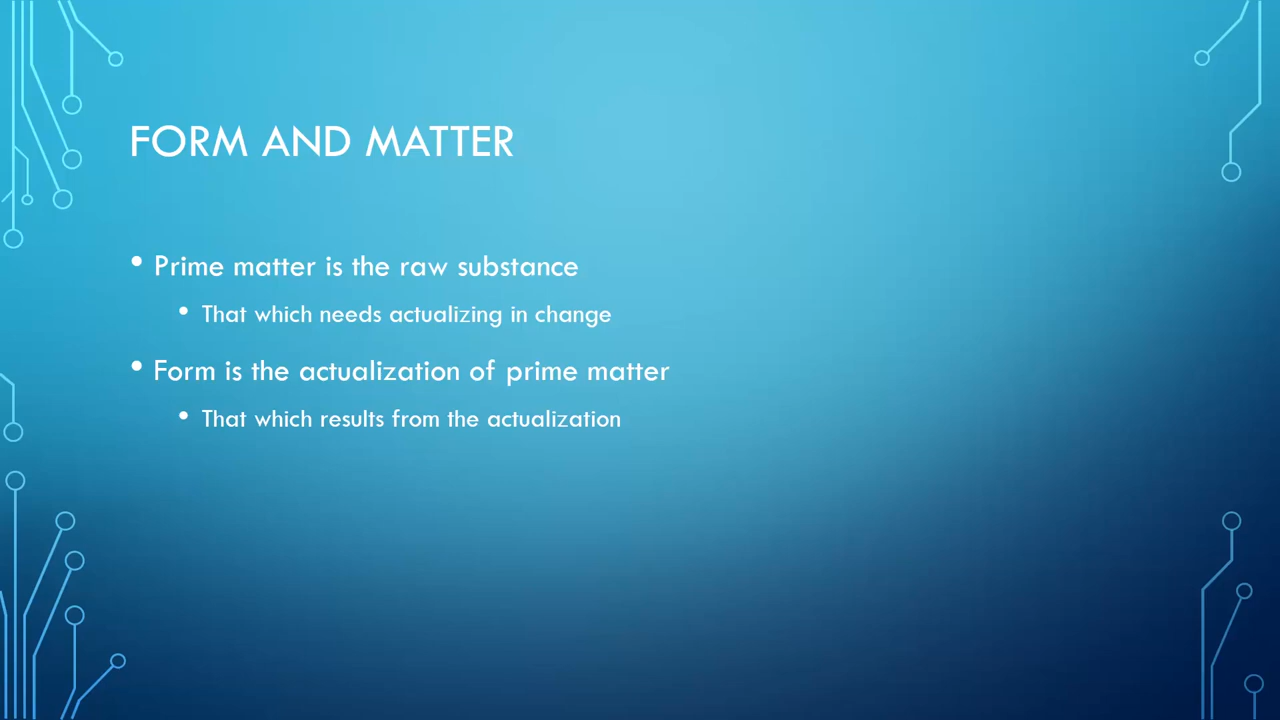 FORM AND MATTER
• Prime matter is the raw substance
• That which needs actualizing in change
• Form is the actualization of prime matter
• That which results from the actualization